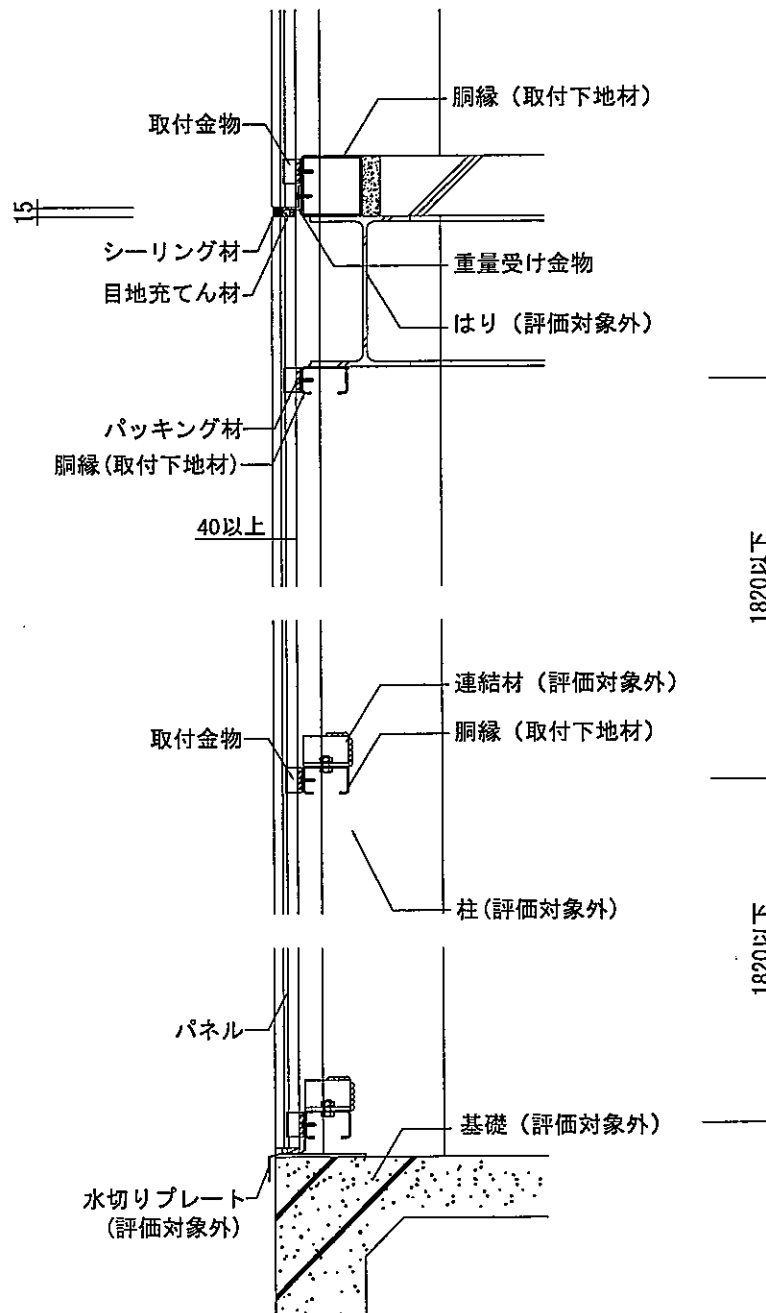 胴縁（取付下地材）
取付金物
15
シーリング材
重量受け金物
目地充てん材
はり（評価対象外）
パッキング材
胴縁(取付下地材)
40以上
1820以下
連結材（評価対象外）
取付金物
胴縁（取付下地材）
柱(評価対象外)
1820以下
パネル
基礎（評価対象外）
水切りプレート
(評価対象外)